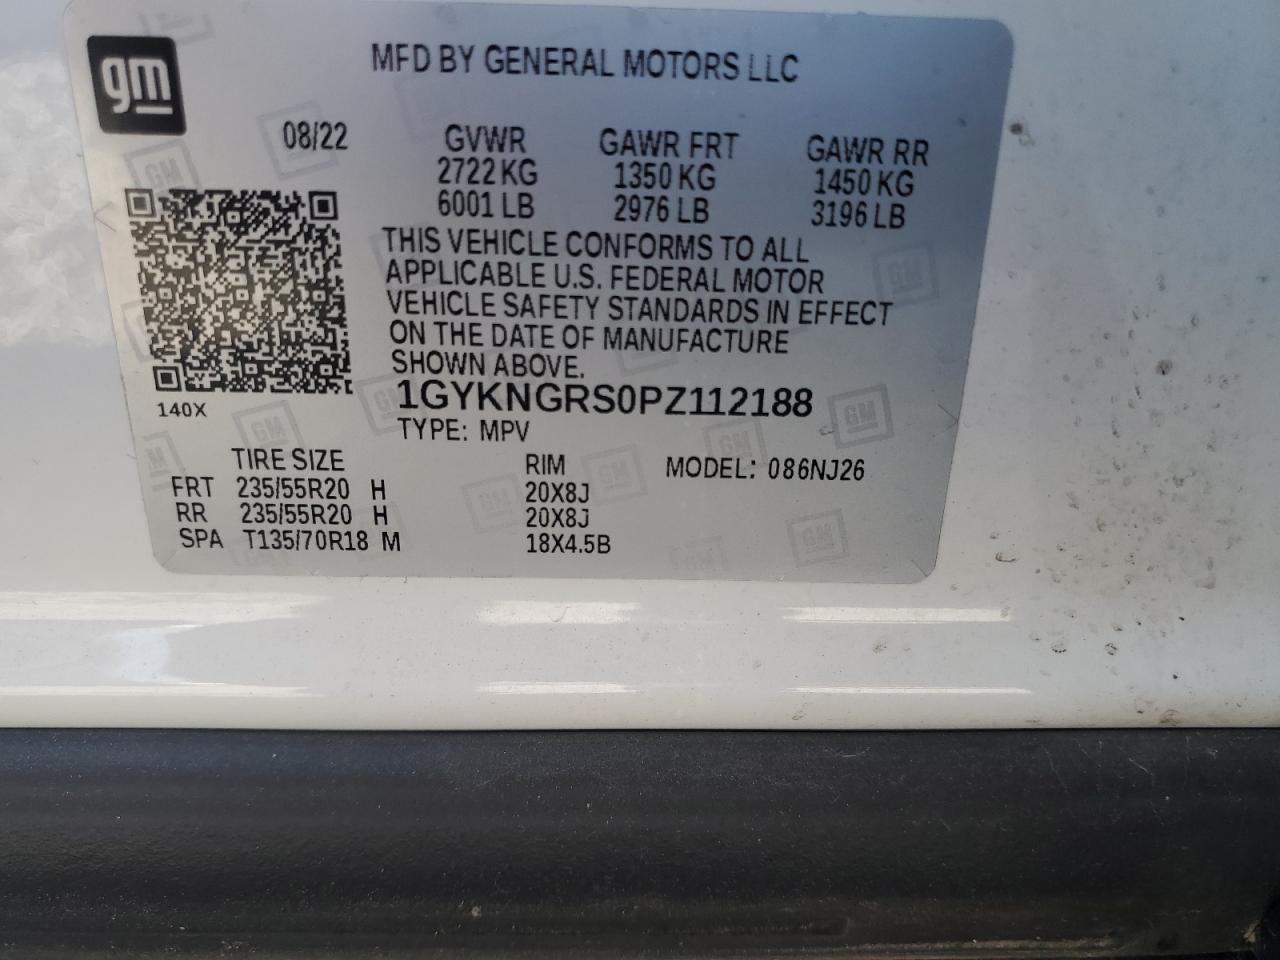 gm
MFD BY GENERAL MOTORS LLC
08/22 GVWR GAWR FRT GAWR RR
2722 KG 1350 KG 1450 KG
6001 LB 2976 LB 3196 LB
THIS VEHICLE CONFORMS TO ALL
APPLICABLE U.S. FEDERAL MOTOR
VEHICLE SAFETY STANDARDS IN EFFECT
ON THE DATE OF MANUFACTURE
SHOWN ABOVE.
140X
1GYKNGRS0PZ112188
TYPE: MPV
TIRE SIZE RIM MODEL: 086NJ26
FRT 235/55R20 H 20X8J
RR 235/55R20 H 20X8J
SPA T135/70R18 M 18X4.5B